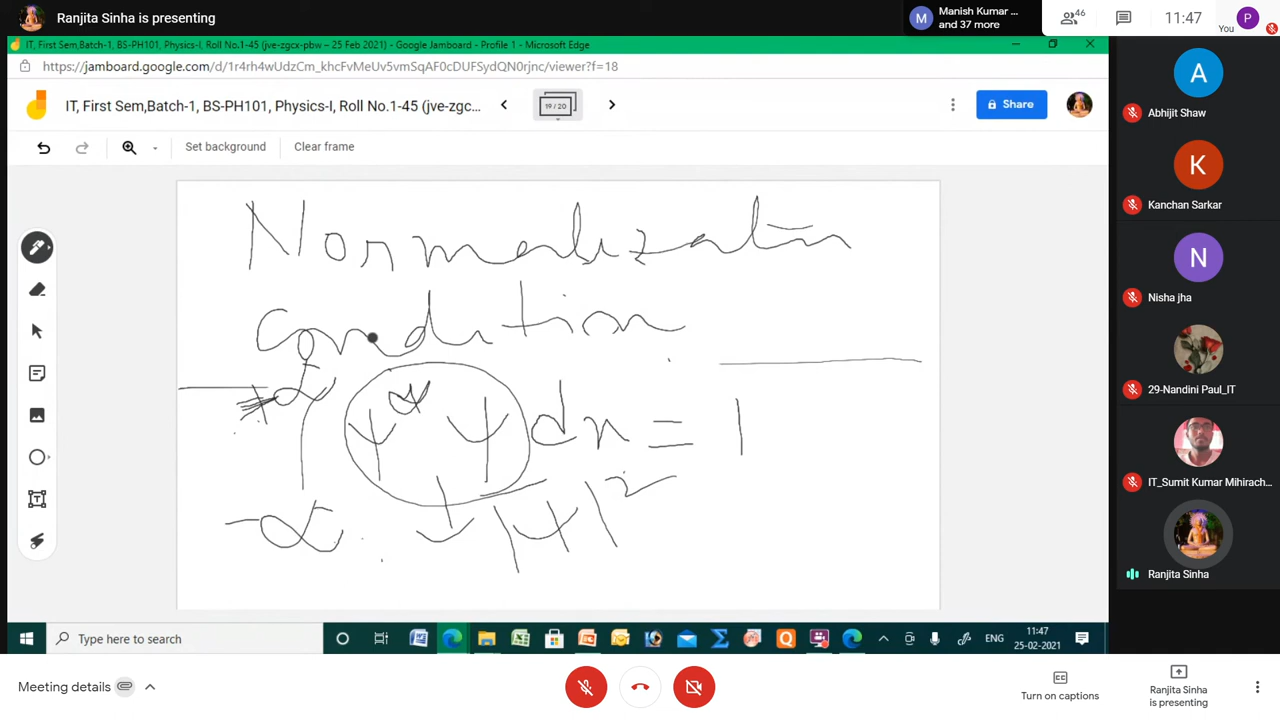 Ranjita Sinha is presenting
M
Manish Kumar ...
and 37 more
46
11:47
P
You
IT, First Sem,Batch-1, BS-PH101, Physics-I, Roll No.1-45 (jve-zgcx-pbw – 25 Feb 2021) - Google Jamboard - Profile 1 - Microsoft Edge
https://jamboard.google.com/d/1r4rh4wUdzCm_khcFvMeUv5vmSqAF0cDUFSydQN0rjnc/viewer?f=18
IT, First Sem,Batch-1, BS-PH101, Physics-I, Roll No.1-45 (jve-zgc...
19 / 20
Share
Set background
Clear frame
Normalization
condition
+∝
∫ ψ* ψ dx = 1
-∝
↓ |ψ|²
A
Abhijit Shaw
K
Kanchan Sarkar
N
Nisha jha
29-Nandini Paul_IT
IT_Sumit Kumar Mihirach...
Ranjita Sinha
Type here to search
ENG
11:47
25-02-2021
Meeting details
Turn on captions
Ranjita Sinha
is presenting